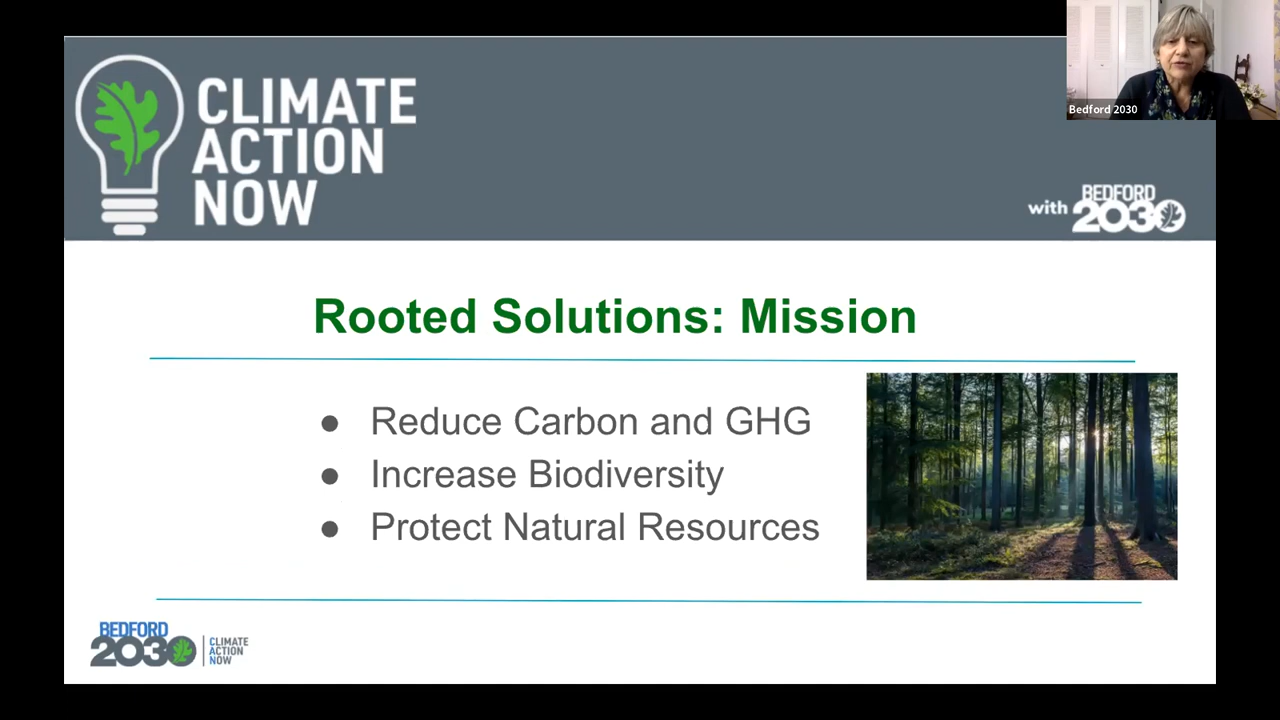 CLIMATE
ACTION
NOW
Bedford 2030
with BEDFORD
2030
Rooted Solutions: Mission
● Reduce Carbon and GHG
● Increase Biodiversity
● Protect Natural Resources
BEDFORD
2030
CLIMATE
ACTION
NOW